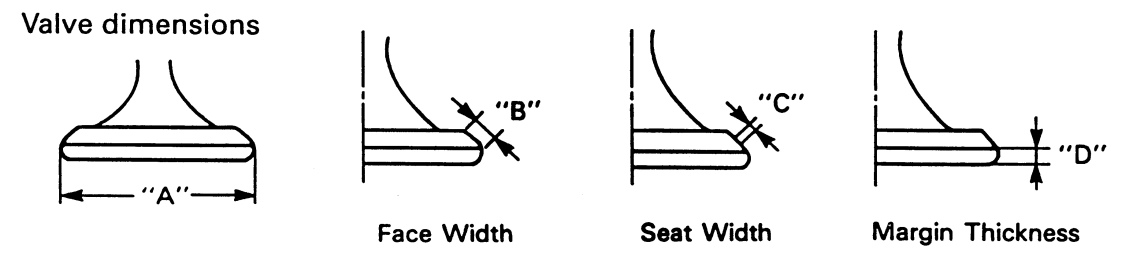 Valve dimensions
"A"
"B"
"C"
"D"
Face Width
Seat Width
Margin Thickness